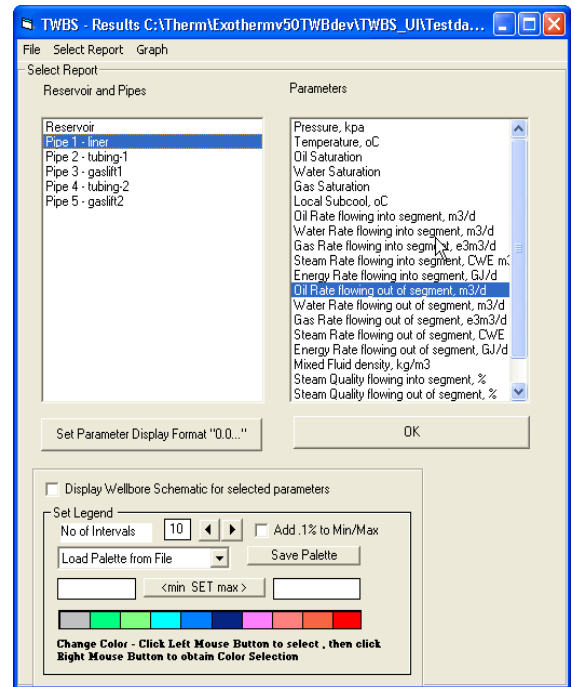 TWBS - Results C:\Therm\Exothermv50TWBdev\TWBS_UI\Testda...
File Select Report Graph
Select Report
Reservoir and Pipes
Parameters
Reservoir
Pipe 1 - liner
Pipe 2 - tubing-1
Pipe 3 - gaslift1
Pipe 4 - tubing-2
Pipe 5 - gaslift2
Pressure, kpa
Temperature, oC
Oil Saturation
Water Saturation
Gas Saturation
Local Subcool, oC
Oil Rate flowing into segment, m3/d
Water Rate flowing into segment, m3/d
Gas Rate flowing into segment, e3m3/d
Steam Rate flowing into segment, CWE m
Energy Rate flowing into segment, GJ/d
Oil Rate flowing out of segment, m3/d
Water Rate flowing out of segment, m3/d
Gas Rate flowing out of segment, e3m3/d
Steam Rate flowing out of segment, CWE
Energy Rate flowing out of segment, GJ/d
Mixed Fluid density, kg/m3
Steam Quality flowing into segment, %
Steam Quality flowing out of segment, %
Set Parameter Display Format "0.0..."
OK
Display Wellbore Schematic for selected parameters
Set Legend
No of Intervals 10 Add .1% to Min/Max
Load Palette from File Save Palette
<min SET max>
Change Color - Click Left Mouse Button to select , then click
Right Mouse Button to obtain Color Selection